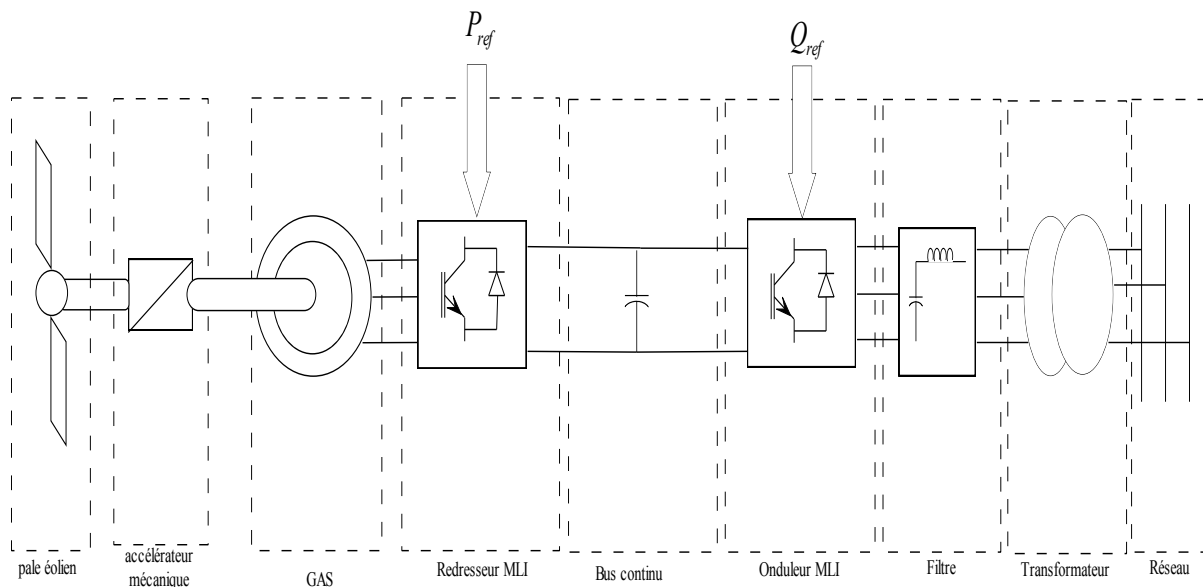 P_ref
Q_ref
pale éolien
accélérateur
mécanique
GAS
Redresseur MLI
Bus continu
Onduleur MLI
Filtre
Transformateur
Réseau